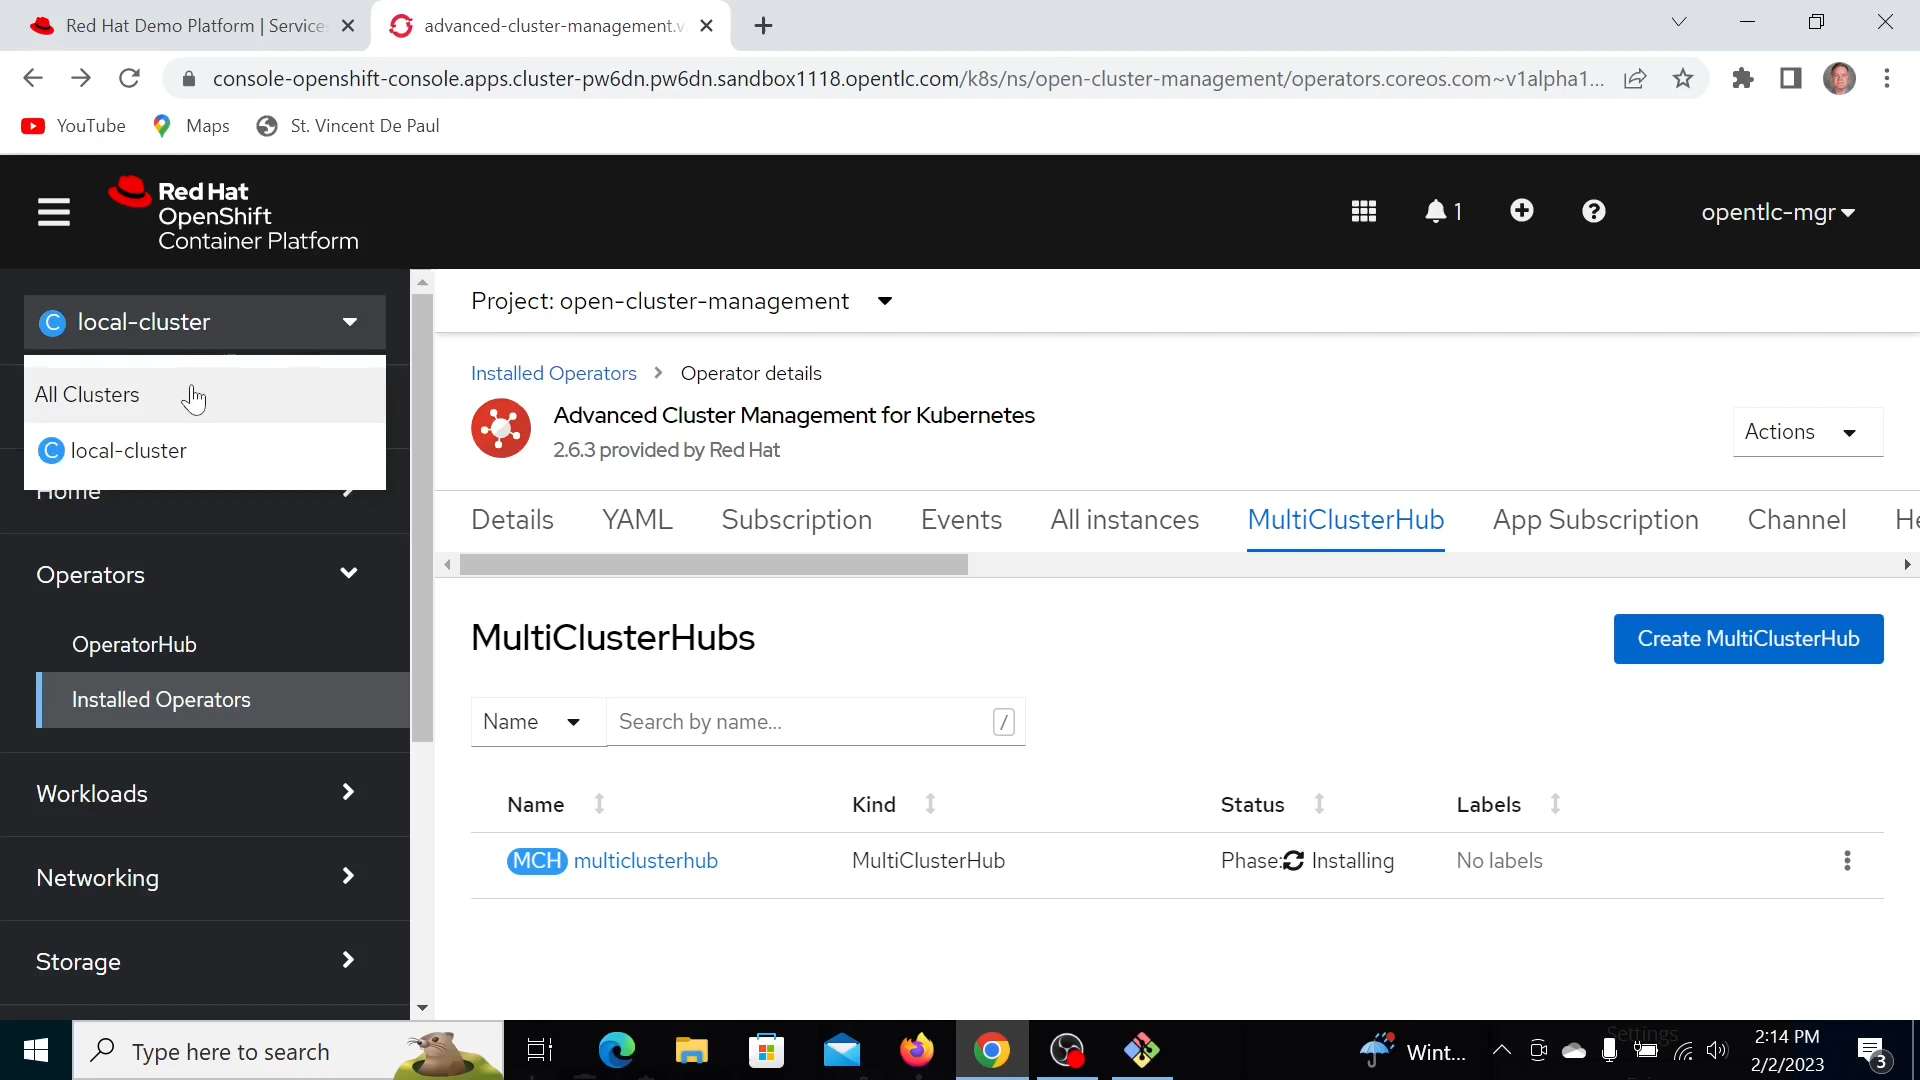 Red Hat Demo Platform | Service
advanced-cluster-management.v
console-openshift-console.apps.cluster-pw6dn.pw6dn.sandbox1118.opentlc.com/k8s/ns/open-cluster-management/operators.coreos.com~v1alpha1...
YouTube
Maps
St. Vincent De Paul
Red Hat
OpenShift
Container Platform
1
opentlc-mgr
C local-cluster
All Clusters
C local-cluster
Home
Operators
OperatorHub
Installed Operators
Workloads
Networking
Storage
Project: open-cluster-management
Installed Operators > Operator details
Advanced Cluster Management for Kubernetes
2.6.3 provided by Red Hat
Actions
Details YAML Subscription Events All instances MultiClusterHub App Subscription Channel He
MultiClusterHubs
Create MultiClusterHub
Name
Search by name...
/
Name Kind Status Labels
MCH multiclusterhub MultiClusterHub Phase: Installing No labels
Type here to search
Wint...
Settings
2:14 PM
2/2/2023
3